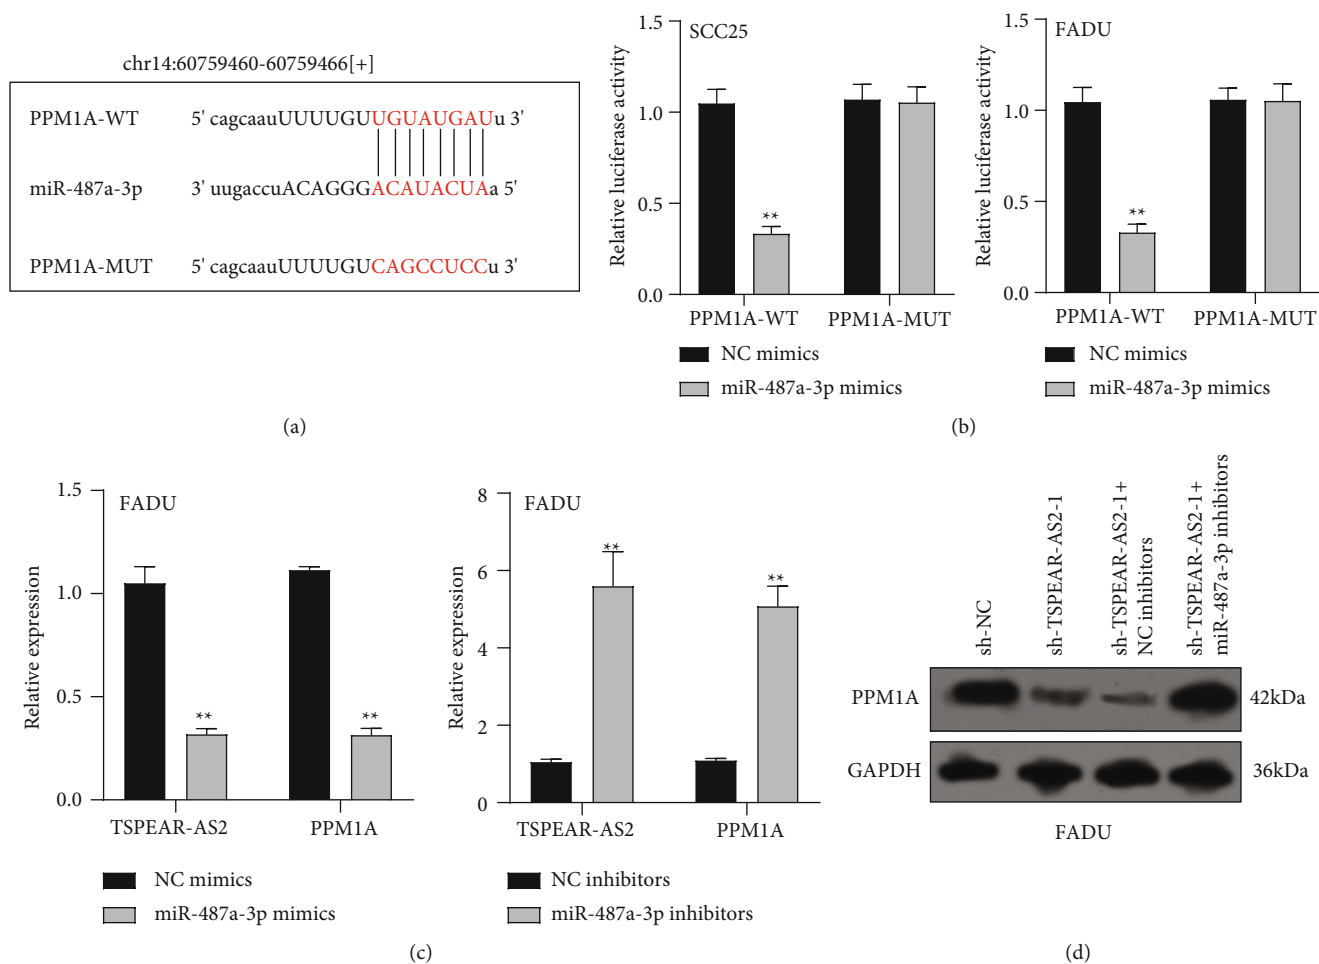 chr14:60759460-60759466[+]
PPM1A-WT 5' cagcaauUUUUGUUGUAUGAUu 3'
miR-487a-3p 3' uugaccuACAGGGACAUACUAa 5'
PPM1A-MUT 5' cagcaauUUUUGUCAGCCUCCu 3'
(a)
SCC25
Relative luciferase activity
1.5
1.0
0.5
0.0
**
PPM1A-WT PPM1A-MUT
NC mimics
miR-487a-3p mimics
FADU
Relative luciferase activity
1.5
1.0
0.5
0.0
**
PPM1A-WT PPM1A-MUT
NC mimics
miR-487a-3p mimics
(b)
FADU
Relative expression
1.5
1.0
0.5
0.0
** **
TSPEAR-AS2 PPM1A
NC mimics
miR-487a-3p mimics
FADU
Relative expression
8
6
4
2
0
** **
TSPEAR-AS2 PPM1A
NC inhibitors
miR-487a-3p inhibitors
(c)
sh-NC
sh-TSPEAR-AS2-1
sh-TSPEAR-AS2-1+
NC inhibitors
sh-TSPEAR-AS2-1+
miR-487a-3p inhibitors
PPM1A 42kDa
GAPDH 36kDa
FADU
(d)